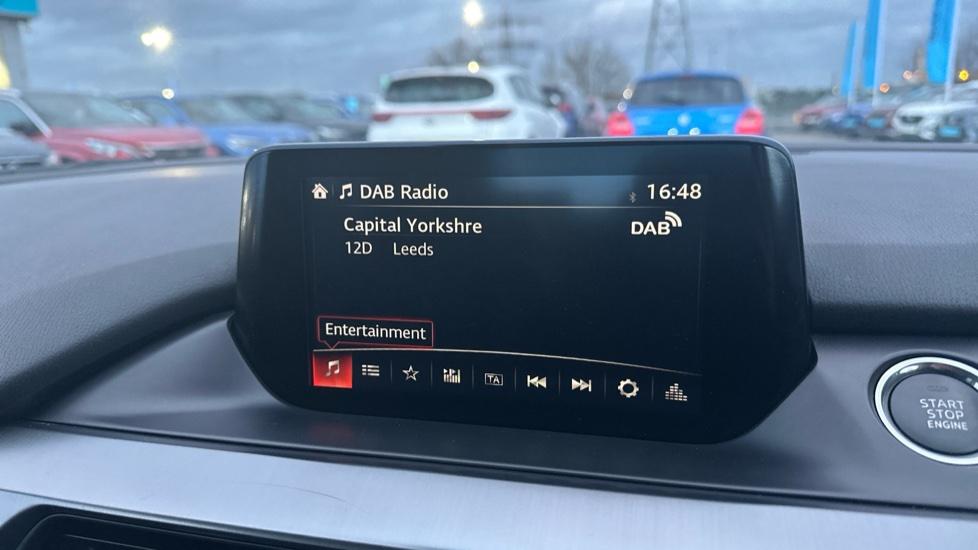 DAB Radio 16:48
Capital Yorkshre DAB
12D Leeds
Entertainment
TA
START
STOP
ENGINE